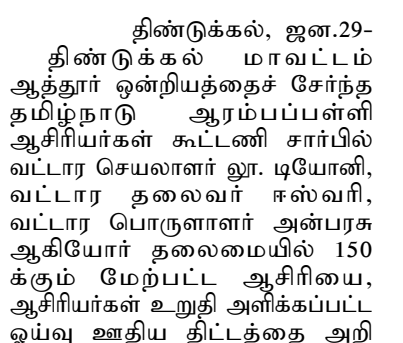 திண்டுக்கல், ஜன.29-
திண்டுக்கல் மாவட்டம்
ஆத்தூர் ஒன்றியத்தைச் சேர்ந்த
தமிழ்நாடு ஆரம்பப்பள்ளி
ஆசிரியர்கள் கூட்டணி சார்பில்
வட்டார செயலாளர் லூ. டியோனி,
வட்டார தலைவர் ஈஸ்வரி,
வட்டார பொருளாளர் அன்பரசு
ஆகியோர் தலைமையில் 150
க்கும் மேற்பட்ட ஆசிரியை,
ஆசிரியர்கள் உறுதி அளிக்கப்பட்ட
ஓய்வு ஊதிய திட்டத்தை அறி